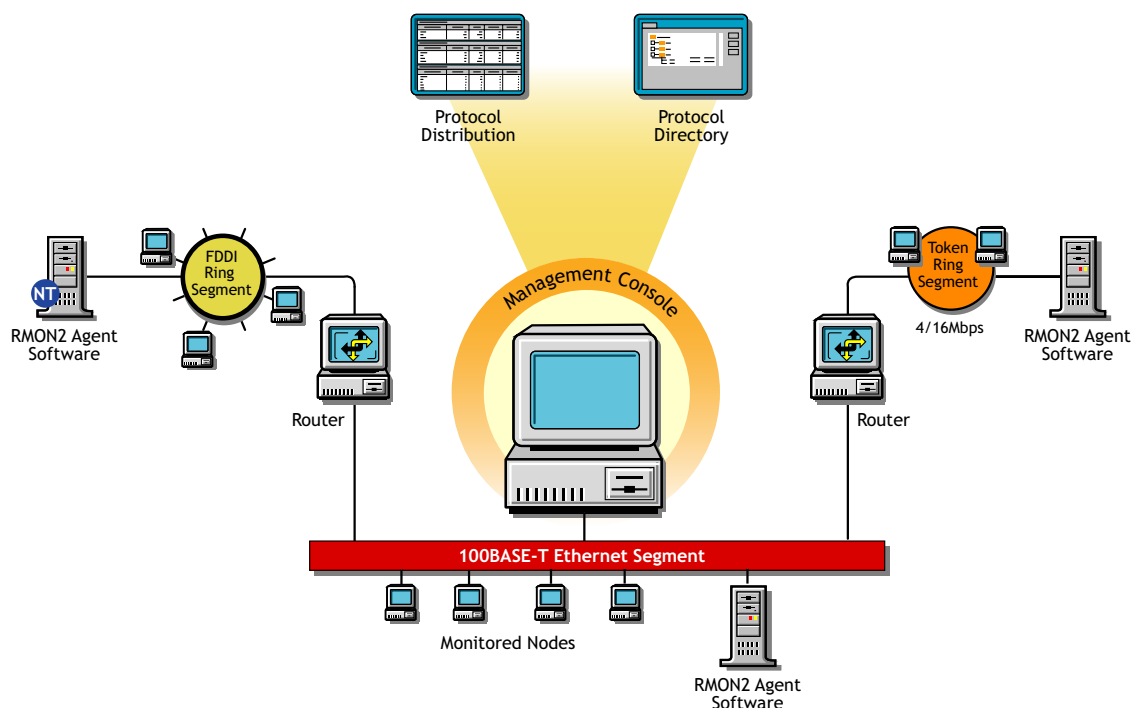 Protocol
Distribution
Protocol
Directory
FDDI
Ring
Segment
NT
RMON2 Agent
Software
Router
Management Console
Token
Ring
Segment
4/16Mbps
RMON2 Agent
Software
Router
100BASE-T Ethernet Segment
Monitored Nodes
RMON2 Agent
Software